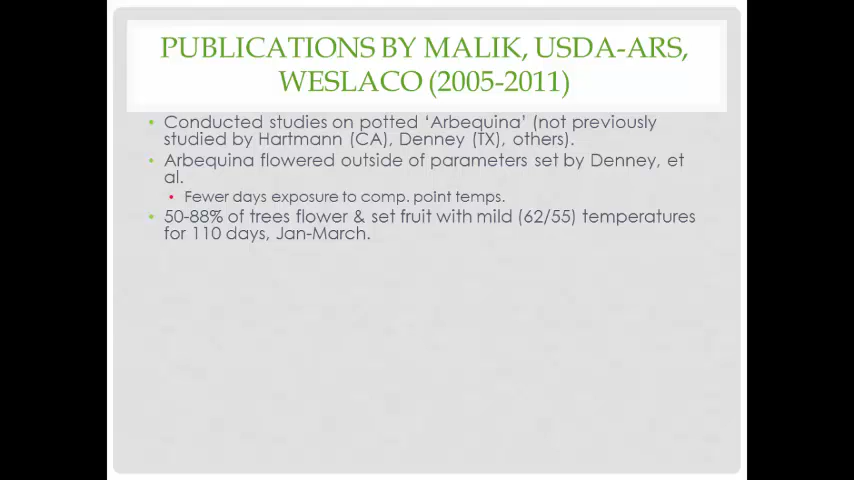 PUBLICATIONS BY MALIK, USDA-ARS,
WESLACO (2005-2011)
• Conducted studies on potted ‘Arbequina’ (not previously
studied by Hartmann (CA), Denney (TX), others).
• Arbequina flowered outside of parameters set by Denney, et
al.
• Fewer days exposure to comp. point temps.
• 50-88% of trees flower & set fruit with mild (62/55) temperatures
for 110 days, Jan-March.